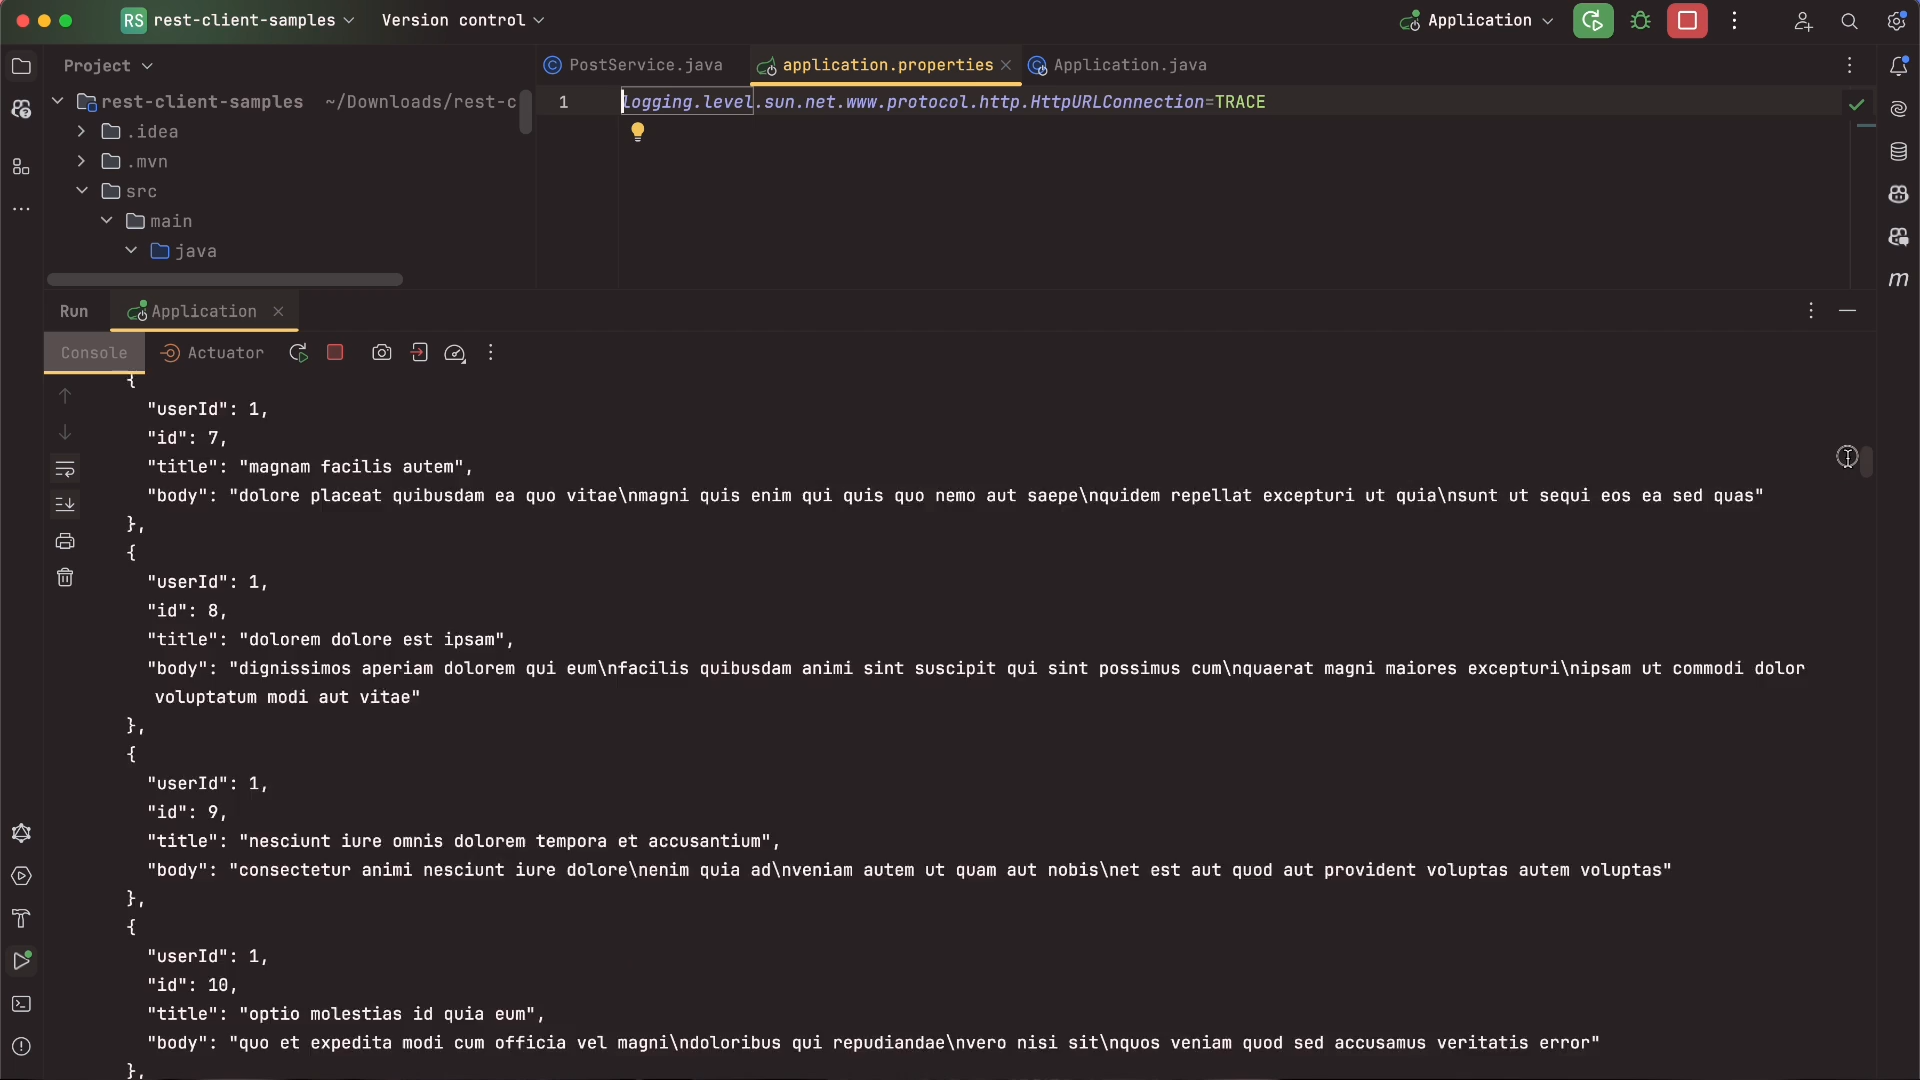 RS rest-client-samples Version control Application
Project
PostService.java application.properties Application.java
rest-client-samples ~/Downloads/rest-c
.idea
.mvn
src
main
java
1 logging.level.sun.net.www.protocol.http.HttpURLConnection=TRACE
m
Run Application
Console Actuator
{
"userId": 1,
"id": 7,
"title": "magnam facilis autem",
"body": "dolore placeat quibusdam ea quo vitae\nmagni quis enim qui quis quo nemo aut saepe\nquidem repellat excepturi ut quia\nsunt ut sequi eos ea sed quas"
},
{
"userId": 1,
"id": 8,
"title": "dolorem dolore est ipsam",
"body": "dignissimos aperiam dolorem qui eum\nfacilis quibusdam animi sint suscipit qui sint possimus cum\nquaerat magni maiores excepturi\nipsam ut commodi dolor
voluptatum modi aut vitae"
},
{
"userId": 1,
"id": 9,
"title": "nesciunt iure omnis dolorem tempora et accusantium",
"body": "consectetur animi nesciunt iure dolore\nenim quia ad\nveniam autem ut quam aut nobis\net est aut quod aut provident voluptas autem voluptas"
},
{
"userId": 1,
"id": 10,
"title": "optio molestias id quia eum",
"body": "quo et expedita modi cum officia vel magni\ndoloribus qui repudiandae\nvero nisi sit\nquos veniam quod sed accusamus veritatis error"
},